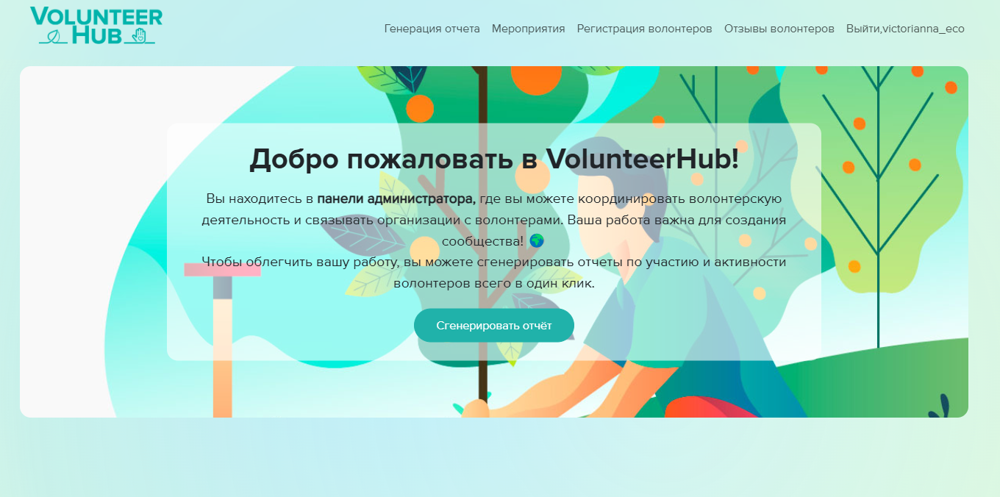 VOLUNTEER
HUB
Генерация отчета Мероприятия Регистрация волонтеров Отзывы волонтеров Выйти,victorianna_eco
Добро пожаловать в VolunteerHub!
Вы находитесь в панели администратора, где вы можете координировать волонтерскую
деятельность и связывать организации с волонтерами. Ваша работа важна для создания
сообщества! 🌍
Чтобы облегчить вашу работу, вы можете сгенерировать отчеты по участию и активности
волонтеров всего в один клик.
Сгенерировать отчёт